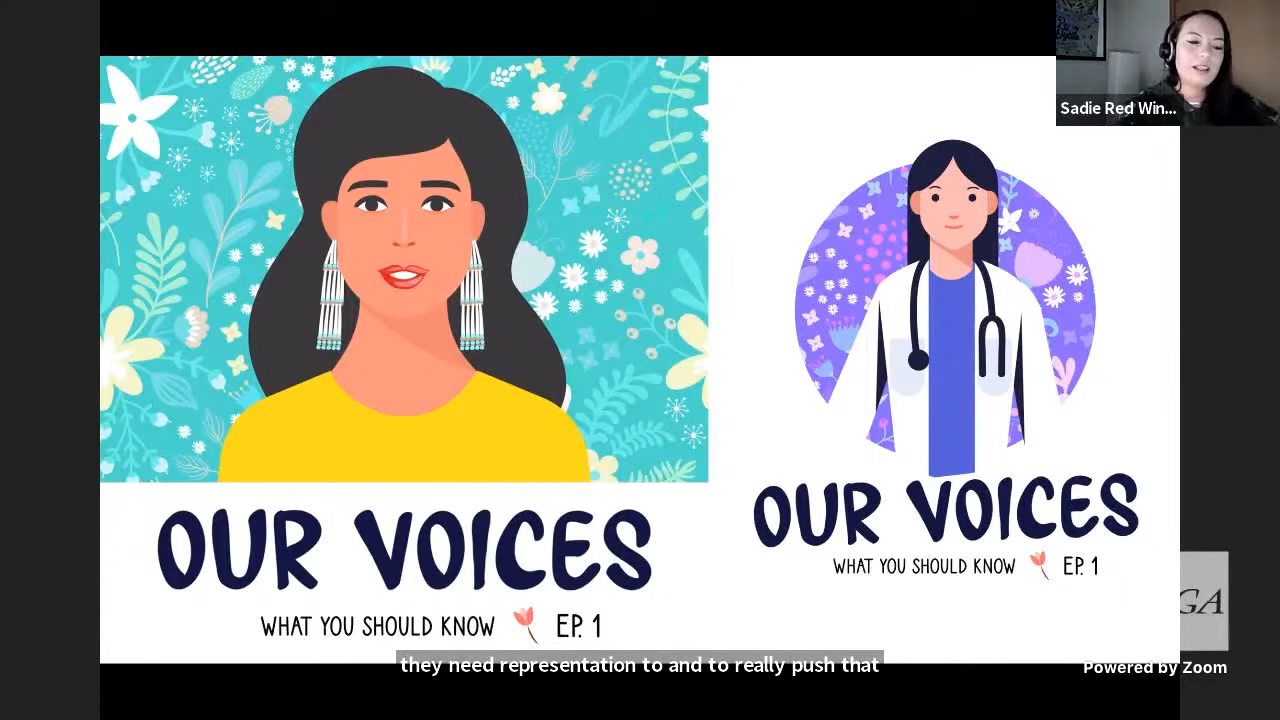 Sadie Red Win...
OUR VOICES
WHAT YOU SHOULD KNOW EP. 1
OUR VOICES
WHAT YOU SHOULD KNOW EP. 1
GA
they need representation to and to really push that
Powered by Zoom